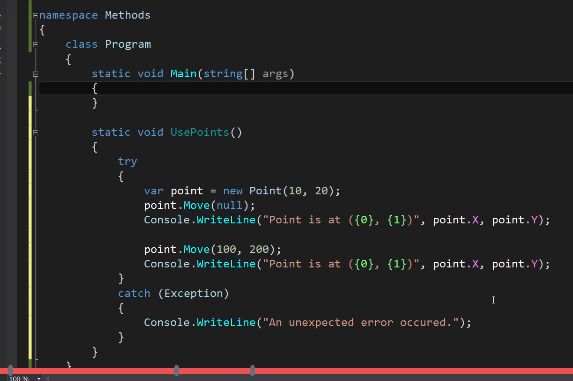 namespace Methods
{
class Program
{
static void Main(string[] args)
{
}
static void UsePoints()
{
try
{
var point = new Point(10, 20);
point.Move(null);
Console.WriteLine("Point is at ({0}, {1})", point.X, point.Y);
point.Move(100, 200);
Console.WriteLine("Point is at ({0}, {1})", point.X, point.Y);
}
catch (Exception)
{
Console.WriteLine("An unexpected error occured.");
}
}
}
100 %